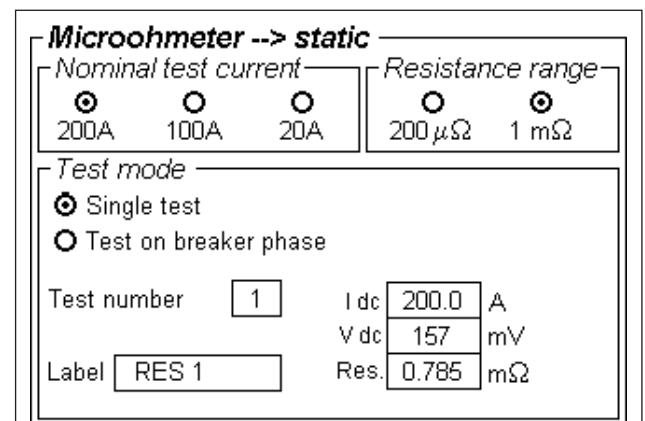 Microohmeter --> static
Nominal test current
200A 100A 20A
Resistance range
200 μΩ 1 mΩ
Test mode
Single test
Test on breaker phase
Test number 1
I dc 200.0 A
V dc 157 mV
Label RES 1
Res. 0.785 mΩ